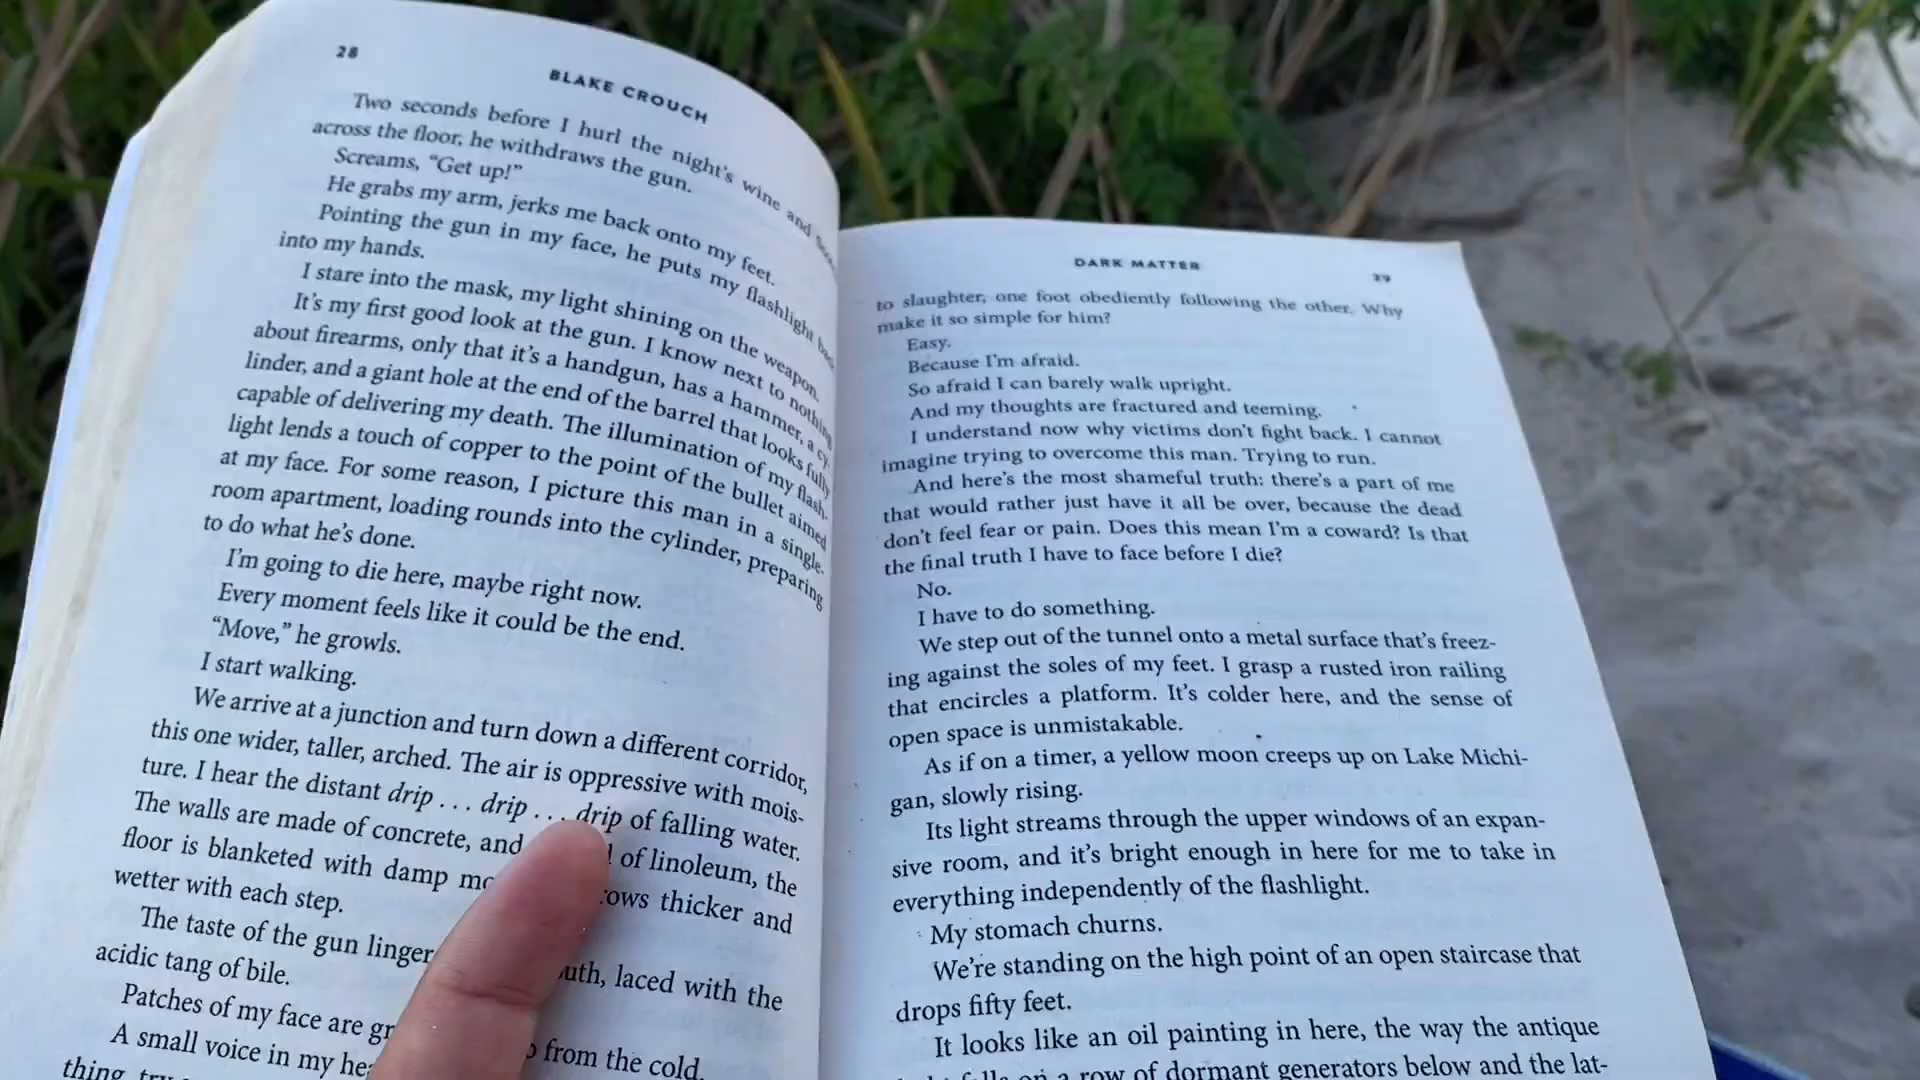 28
BLAKE CROUCH
Two seconds before I hurl the night's wine and
across the floor, he withdraws the gun.
Screams, “Get up!”
He grabs my arm, jerks me back onto my feet.
Pointing the gun in my face, he puts my flashlight back
into my hands.
I stare into the mask, my light shining on the weapon.
It's my first good look at the gun. I know next to nothing
about firearms, only that it's a handgun, has a hammer, a cy-
linder, and a giant hole at the end of the barrel that looks fully
capable of delivering my death. The illumination of my flash-
light lends a touch of copper to the point of the bullet aimed
at my face. For some reason, I picture this man in a single-
room apartment, loading rounds into the cylinder, preparing
to do what he's done.
I'm going to die here, maybe right now.
Every moment feels like it could be the end.
“Move,” he growls.
I start walking.
We arrive at a junction and turn down a different corridor,
this one wider, taller, arched. The air is oppressive with mois-
ture. I hear the distant drip . . . drip . . . drip of falling water.
The walls are made of concrete, and of linoleum, the
floor is blanketed with damp thicker and
wetter with each step.
The taste of the gun laced with the
acidic tang of bile.
Patches of my face are from the cold.
A small voice in my
thing
DARK MATTER
29
to slaughter, one foot obediently following the other. Why
make it so simple for him?
Easy.
Because I'm afraid.
So afraid I can barely walk upright.
And my thoughts are fractured and teeming.
I understand now why victims don't fight back. I cannot
imagine trying to overcome this man. Trying to run.
And here's the most shameful truth: there's a part of me
that would rather just have it all be over, because the dead
don't feel fear or pain. Does this mean I'm a coward? Is that
the final truth I have to face before I die?
No.
I have to do something.
We step out of the tunnel onto a metal surface that's freez-
ing against the soles of my feet. I grasp a rusted iron railing
that encircles a platform. It's colder here, and the sense of
open space is unmistakable.
As if on a timer, a yellow moon creeps up on Lake Michi-
gan, slowly rising.
Its light streams through the upper windows of an expan-
sive room, and it's bright enough in here for me to take in
everything independently of the flashlight.
My stomach churns.
We're standing on the high point of an open staircase that
drops fifty feet.
It looks like an oil painting in here, the way the antique
on a row of dormant generators below and the lat-